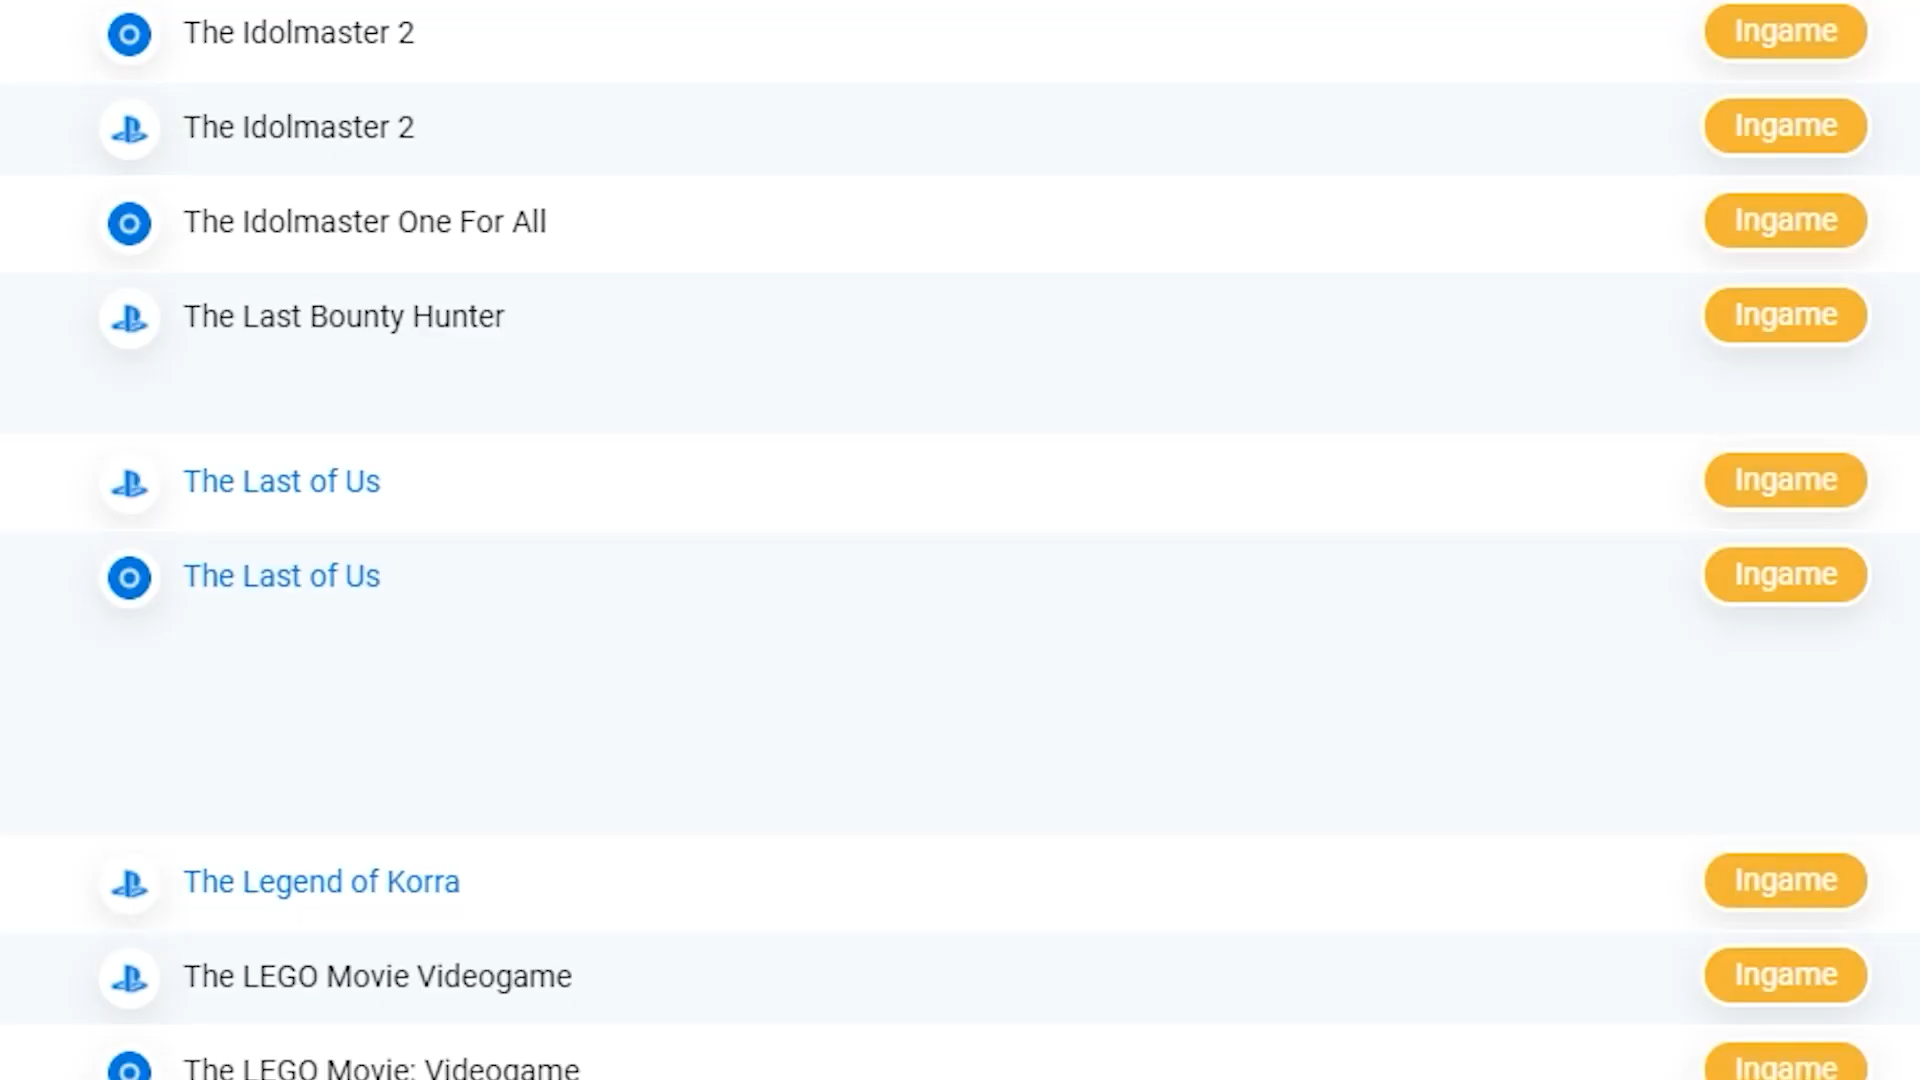 The Idolmaster 2 Ingame
The Idolmaster 2 Ingame
The Idolmaster One For All Ingame
The Last Bounty Hunter Ingame
The Last of Us Ingame
The Last of Us Ingame
The Legend of Korra Ingame
The LEGO Movie Videogame Ingame
The LEGO Movie: Videogame Ingame